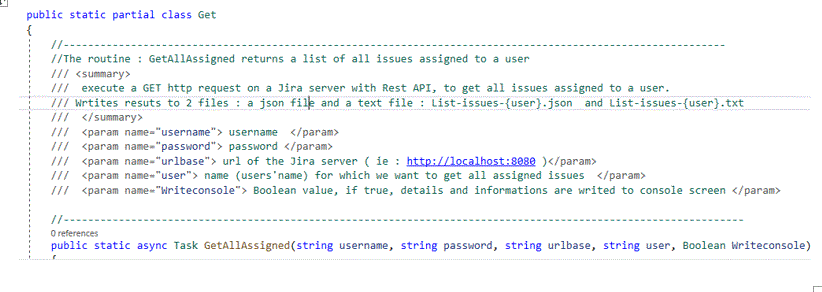 public static partial class Get
{
//------------------------------------------------------------------------------------------
//The routine : GetAllAssigned returns a list of all issues assigned to a user
/// <summary>
/// execute a GET http request on a Jira server with Rest API, to get all issues assigned to a user.
/// Wrtites resuts to 2 files : a json file and a text file : List-issues-{user}.json and List-issues-{user}.txt
/// </summary>
/// <param name="username"> username </param>
/// <param name="password"> password </param>
/// <param name="urlbase"> url of the Jira server ( ie : http://localhost:8080 )</param>
/// <param name="user"> name (users'name) for which we want to get all assigned issues </param>
/// <param name="Writeconsole"> Boolean value, if true, details and informations are writed to console screen </param>
//---------------------------------------------------------------------------------------------
0 references
public static async Task GetAllAssigned(string username, string password, string urlbase, string user, Boolean Writeconsole)
{